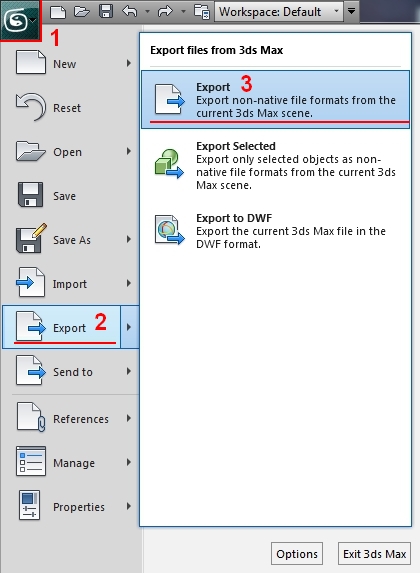 Workspace: Default
1
Export files from 3ds Max
New
Export 3
Export non-native file formats from the
current 3ds Max scene.
Reset
Export Selected
Export only selected objects as non-
native file formats from the current 3ds
Max scene.
Open
Save
Save As
Export to DWF
Export the current 3ds Max file in the
DWF format.
Import
Export 2
Send to
References
Manage
Properties
Options
Exit 3ds Max